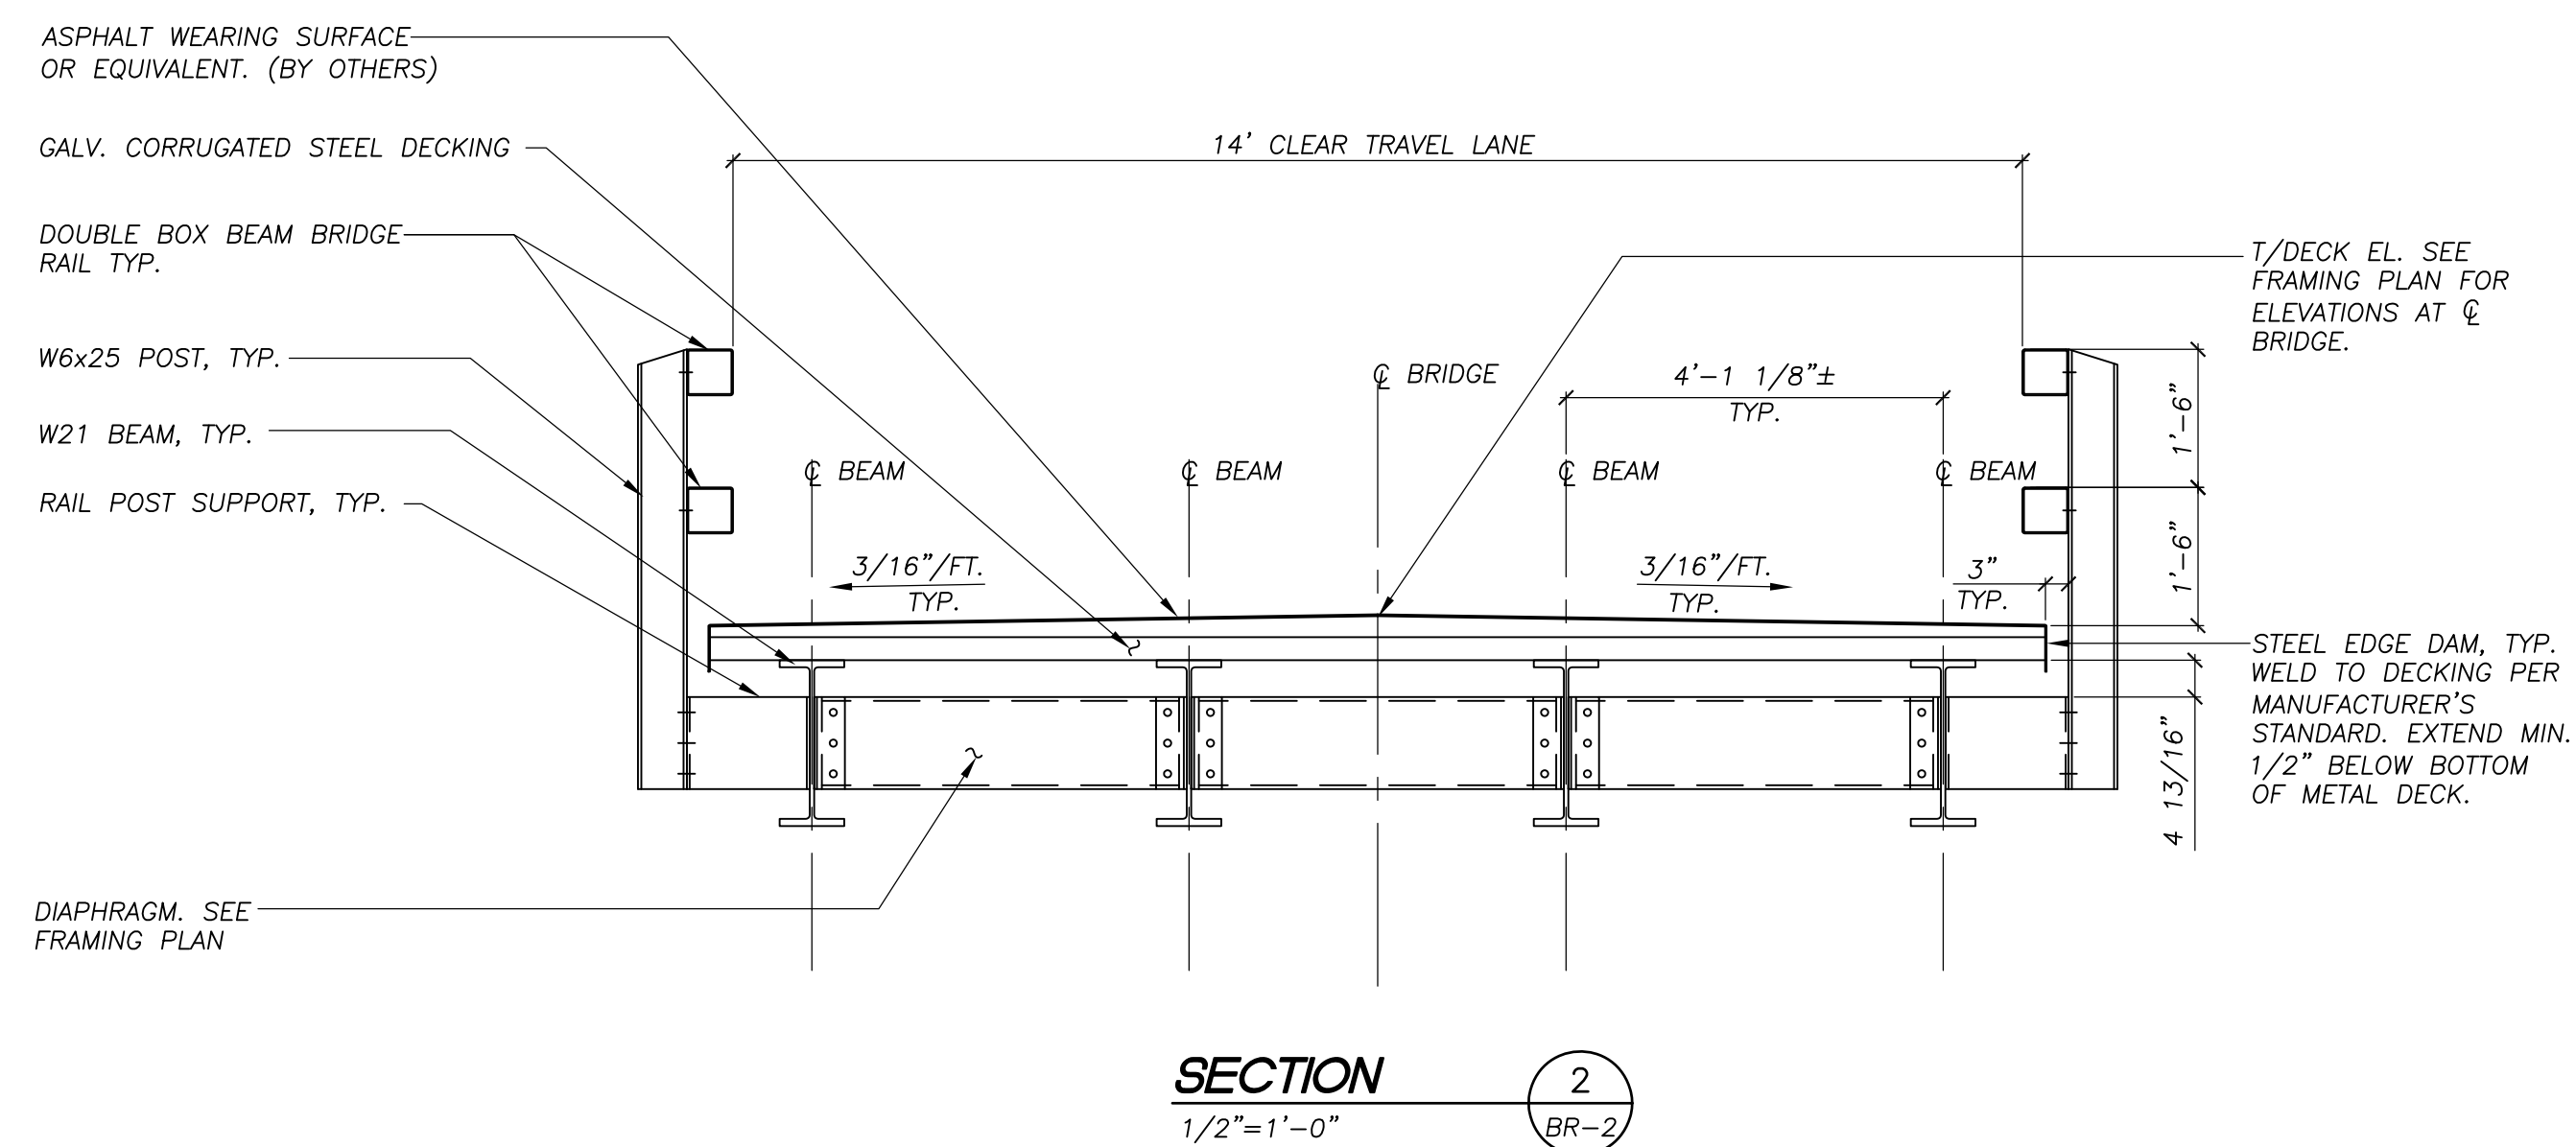 ASPHALT WEARING SURFACE
OR EQUIVALENT. (BY OTHERS)
GALV. CORRUGATED STEEL DECKING
DOUBLE BOX BEAM BRIDGE
RAIL TYP.
W6x25 POST, TYP.
W21 BEAM, TYP.
RAIL POST SUPPORT, TYP.
DIAPHRAGM. SEE
FRAMING PLAN
14' CLEAR TRAVEL LANE
℄ BRIDGE
4'-1 1/8"±
TYP.
℄ BEAM
℄ BEAM
℄ BEAM
℄ BEAM
3/16"/FT.
TYP.
3/16"/FT.
TYP.
3"
TYP.
1'-6"
1'-6"
4 13/16"
T/DECK EL. SEE
FRAMING PLAN FOR
ELEVATIONS AT ℄
BRIDGE.
STEEL EDGE DAM, TYP.
WELD TO DECKING PER
MANUFACTURER'S
STANDARD. EXTEND MIN.
1/2" BELOW BOTTOM
OF METAL DECK.
SECTION
1/2"=1'-0"
2
BR-2